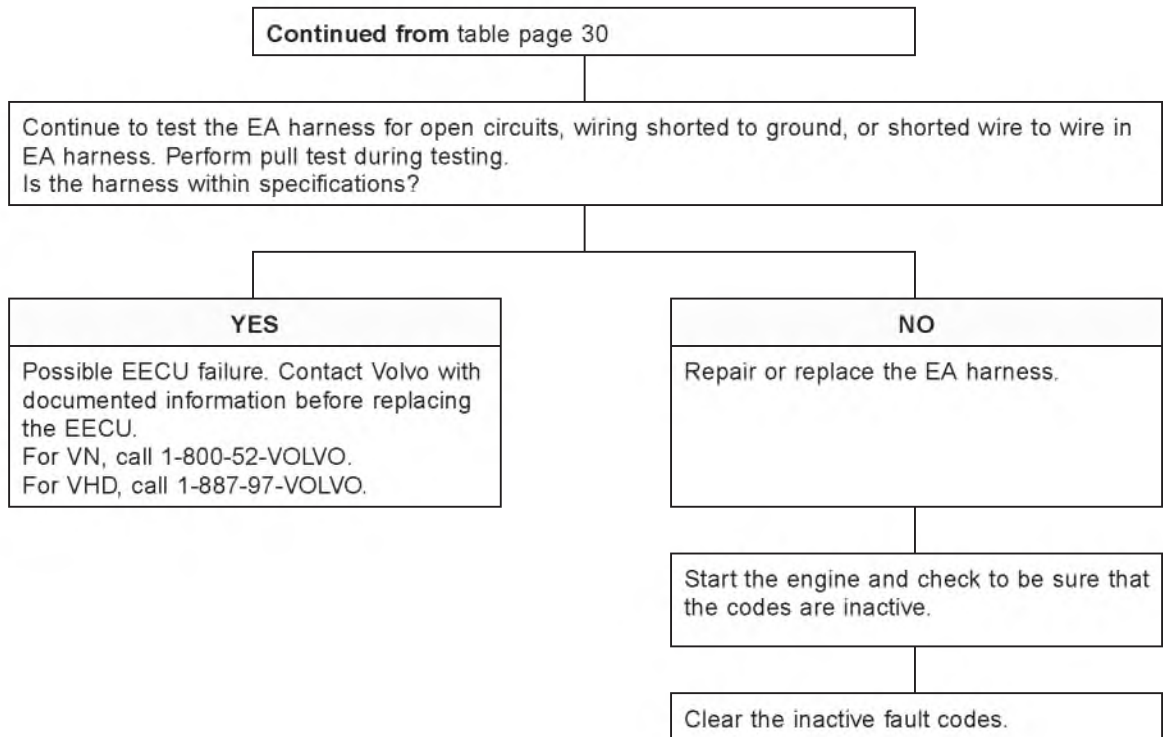 Continued from table page 30
Continue to test the EA harness for open circuits, wiring shorted to ground, or shorted wire to wire in
EA harness. Perform pull test during testing.
Is the harness within specifications?
YES
Possible EECU failure. Contact Volvo with
documented information before replacing
the EECU.
For VN, call 1-800-52-VOLVO.
For VHD, call 1-887-97-VOLVO.
NO
Repair or replace the EA harness.
Start the engine and check to be sure that
the codes are inactive.
Clear the inactive fault codes.